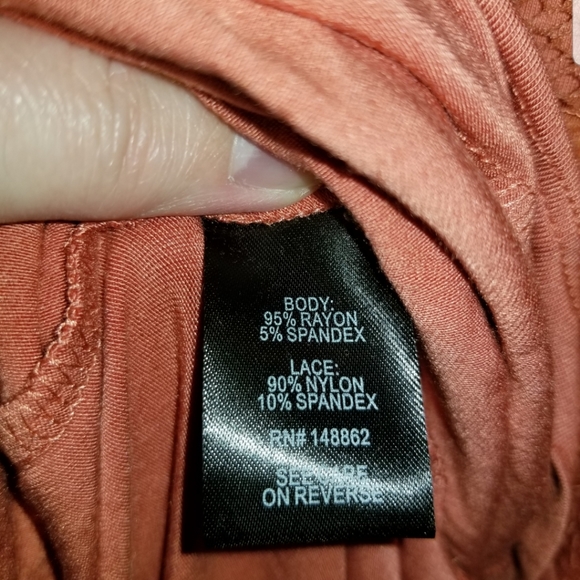 BODY:
95% RAYON
5% SPANDEX
LACE:
90% NYLON
10% SPANDEX
RN# 148862
SEE CARE
ON REVERSE